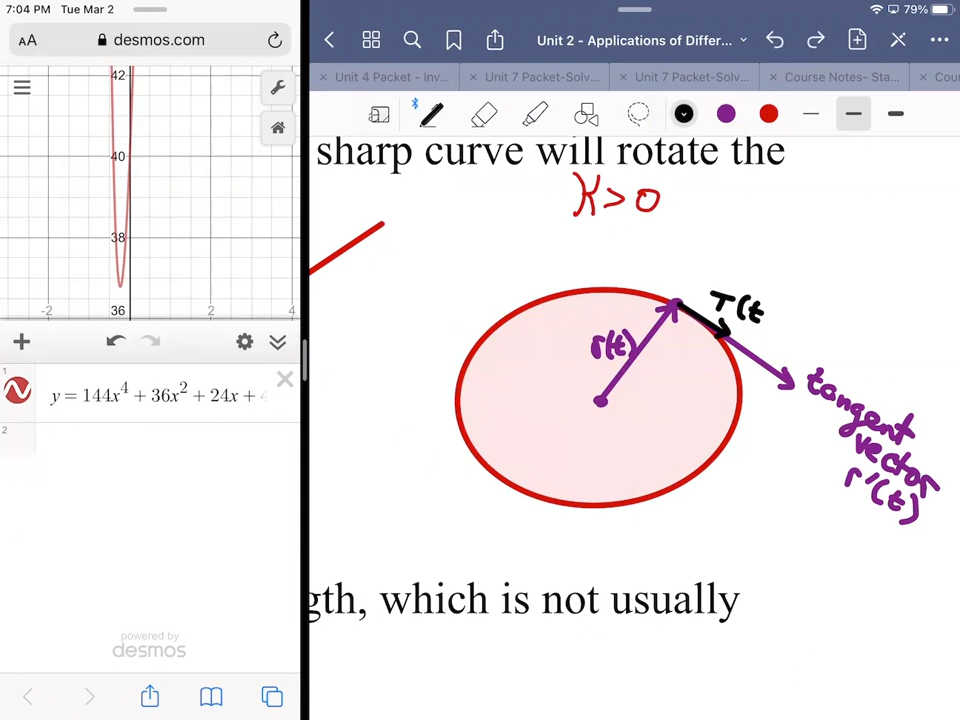 7:04 PM Tue Mar 2
79%
AA desmos.com
Unit 2 - Applications of Differ...
Unit 4 Packet - Inv...
Unit 7 Packet-Solv...
Unit 7 Packet-Solv...
Course Notes- Sta...
Cour
42
40
38
36
-2
2
4
1
y = 144x⁴ + 36x² + 24x +
2
powered by
desmos
sharp curve will rotate the
K > 0
T(t
r(t)
tangent
vector
r'(t)
gth, which is not usually